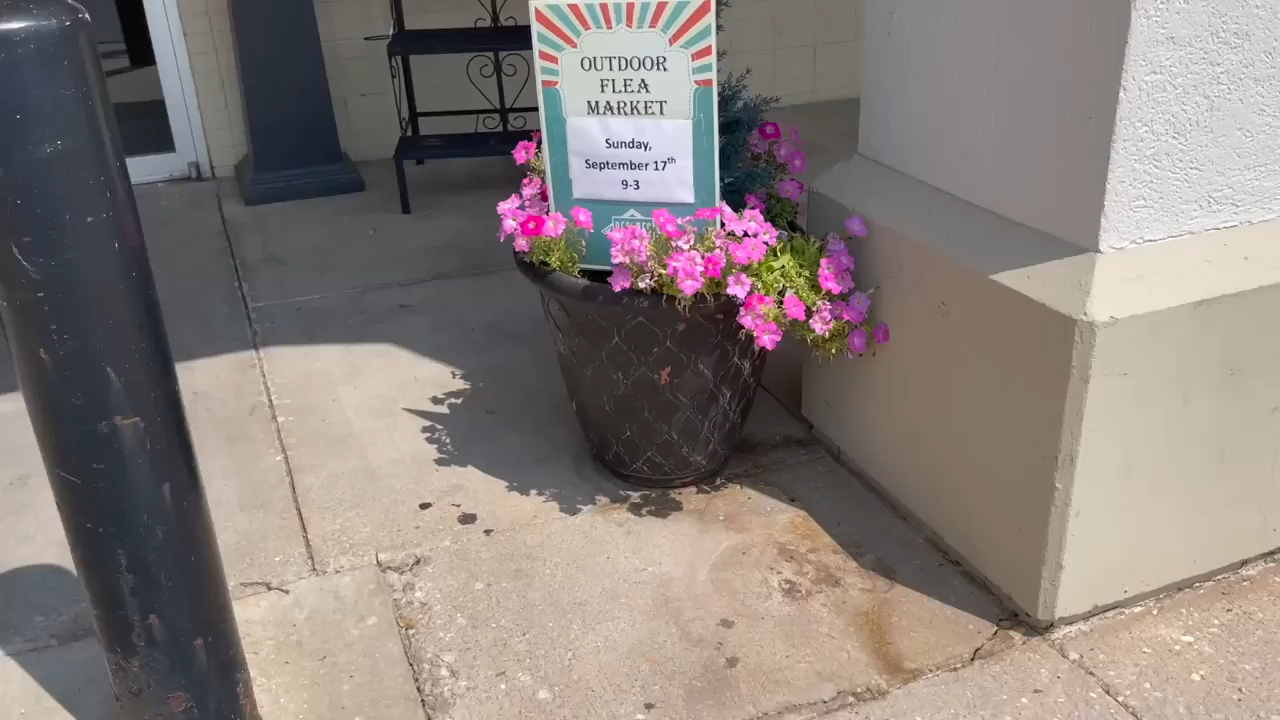 OUTDOOR
FLEA
MARKET
Sunday,
September 17th
9-3